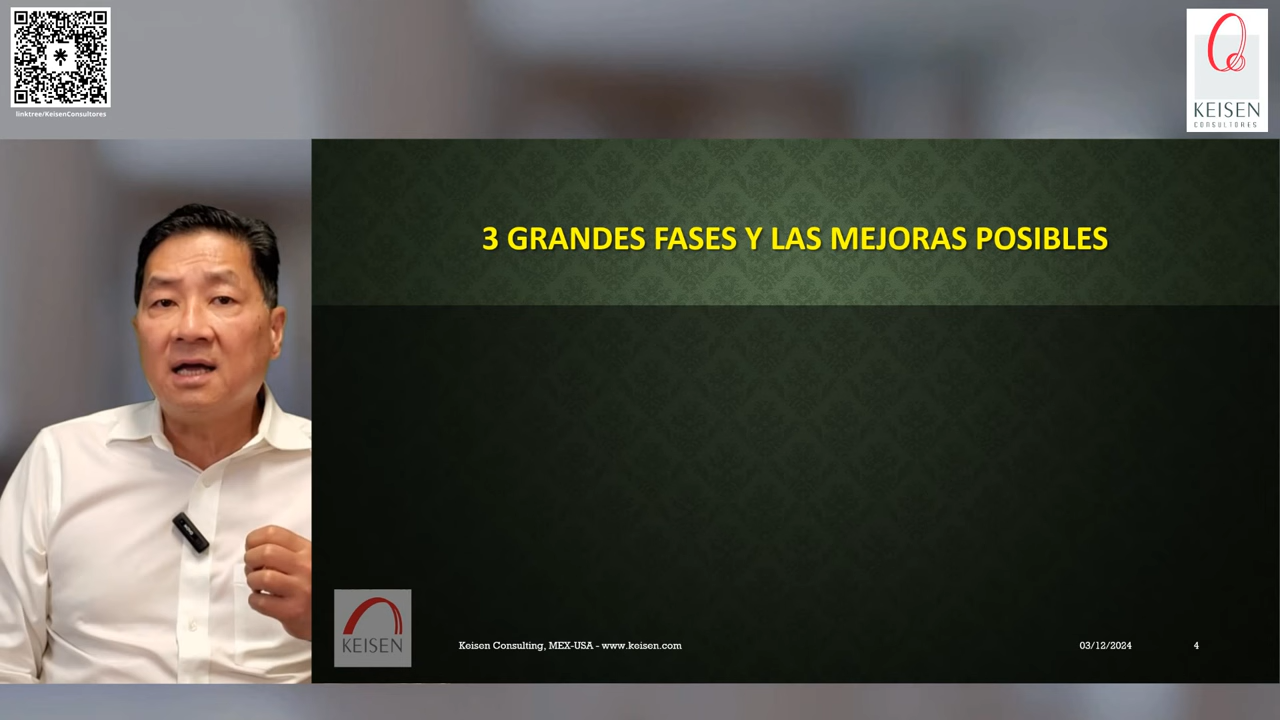 linktree/KeisenConsultores
KEISEN
CONSULTORES
3 GRANDES FASES Y LAS MEJORAS POSIBLES
KEISEN
Keisen Consulting, MEX-USA - www.keisen.com
03/12/2024
4